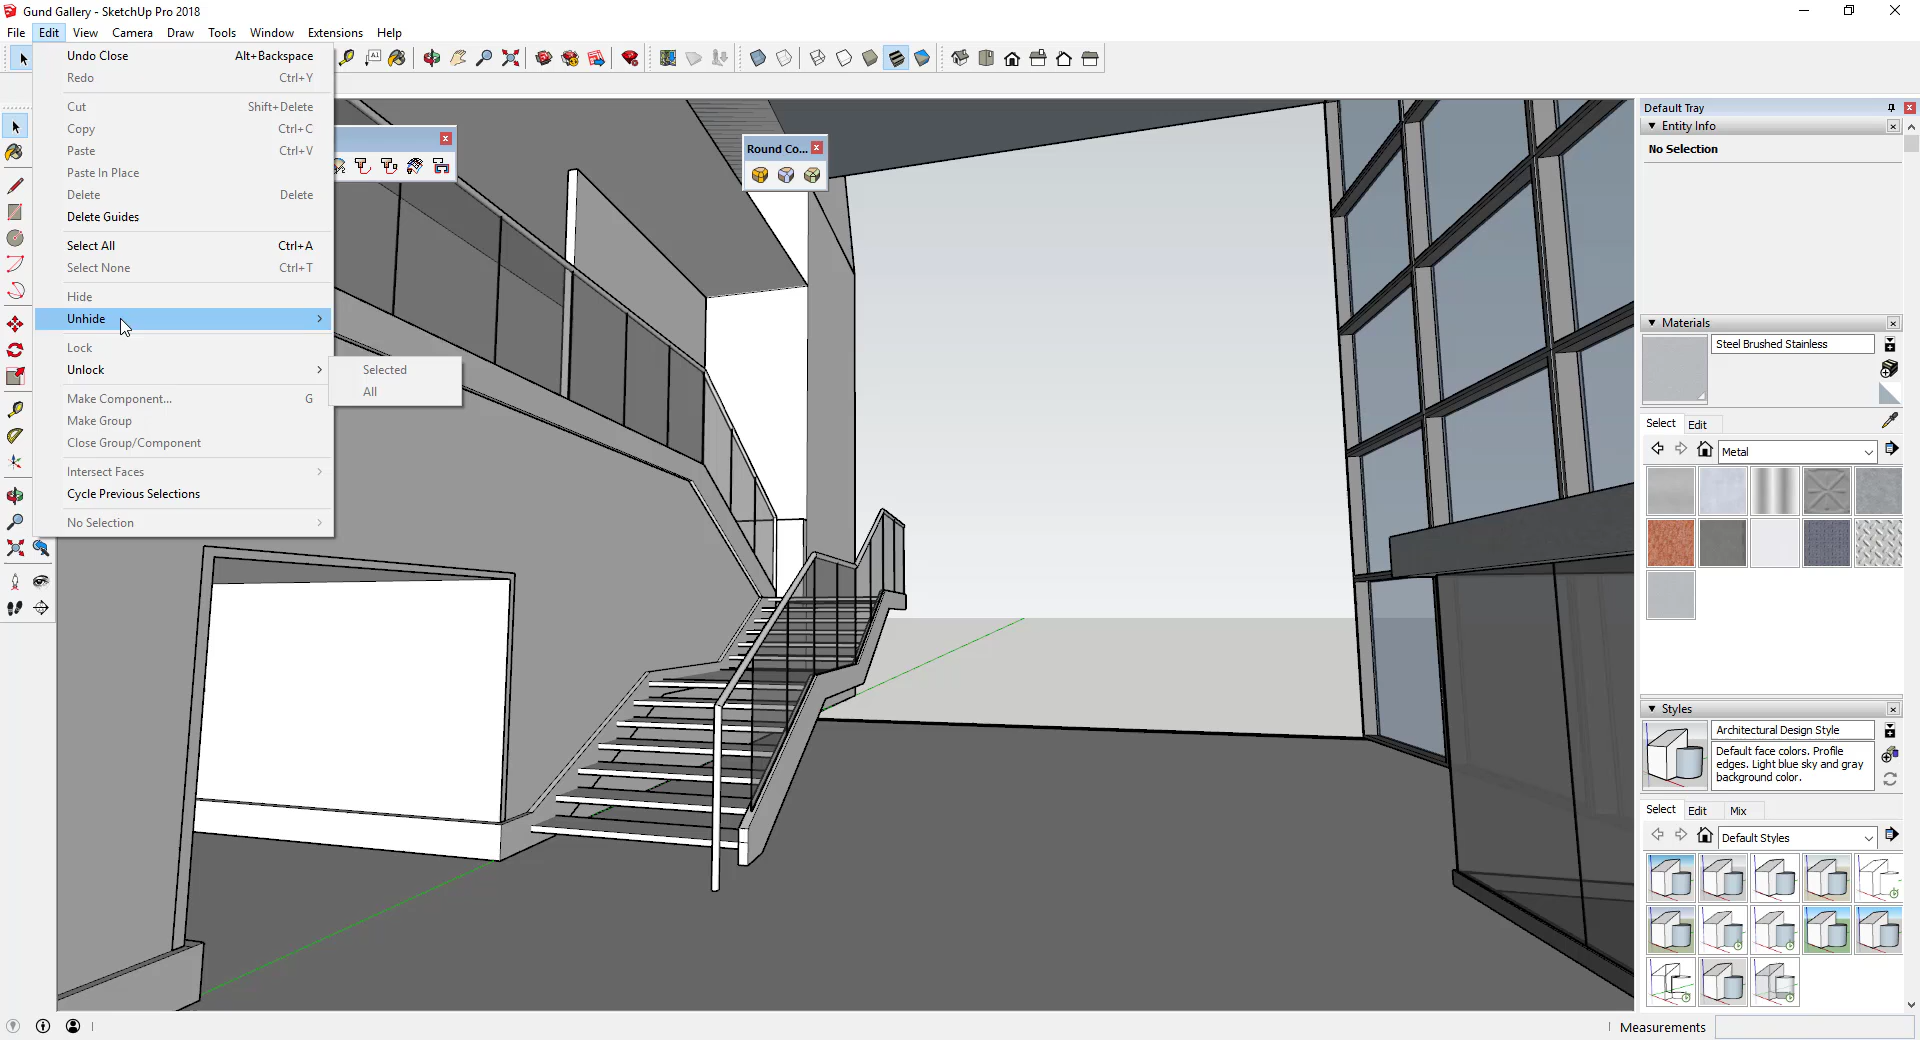 Gund Gallery - SketchUp Pro 2018
File Edit View Camera Draw Tools Window Extensions Help
Undo Close Alt+Backspace
Redo Ctrl+Y
Cut Shift+Delete
Copy Ctrl+C
Paste Ctrl+V
Paste In Place
Delete Delete
Delete Guides
Select All Ctrl+A
Select None Ctrl+T
Hide
Unhide
Lock
Unlock
Selected
All
Make Component... G
Make Group
Close Group/Component
Intersect Faces
Cycle Previous Selections
No Selection
Round Co...
Default Tray
Entity Info
No Selection
Materials
Steel Brushed Stainless
Select Edit
Metal
Styles
Architectural Design Style
Default face colors. Profile
edges. Light blue sky and gray
background color.
Select Edit Mix
Default Styles
Measurements